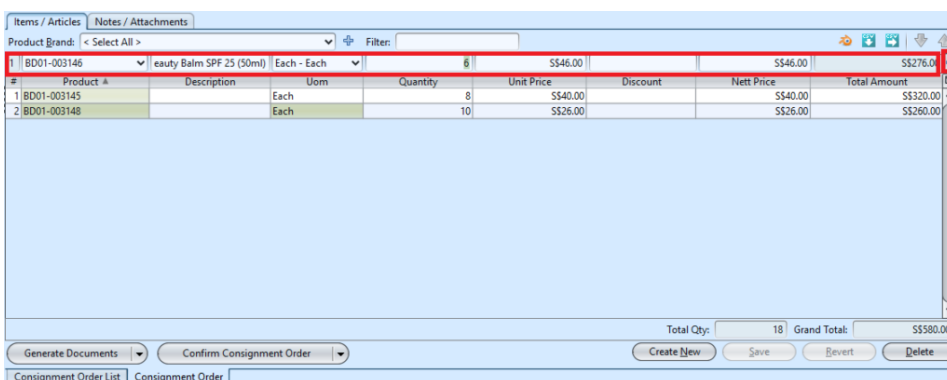 Items / Articles Notes / Attachments
Product Brand: < Select All > Filter:
1 BD01-003146 eauty Balm SPF 25 (50ml) Each - Each 6 S$46.00 S$46.00 S$276.00
# Product Description Uom Quantity Unit Price Discount Nett Price Total Amount
1 BD01-003145 Each 8 S$40.00 S$40.00 S$320.00
2 BD01-003148 Each 10 S$26.00 S$26.00 S$260.00
Total Qty: 18 Grand Total: S$580.00
Generate Documents Confirm Consignment Order Create New Save Revert Delete
Consignment Order List Consignment Order